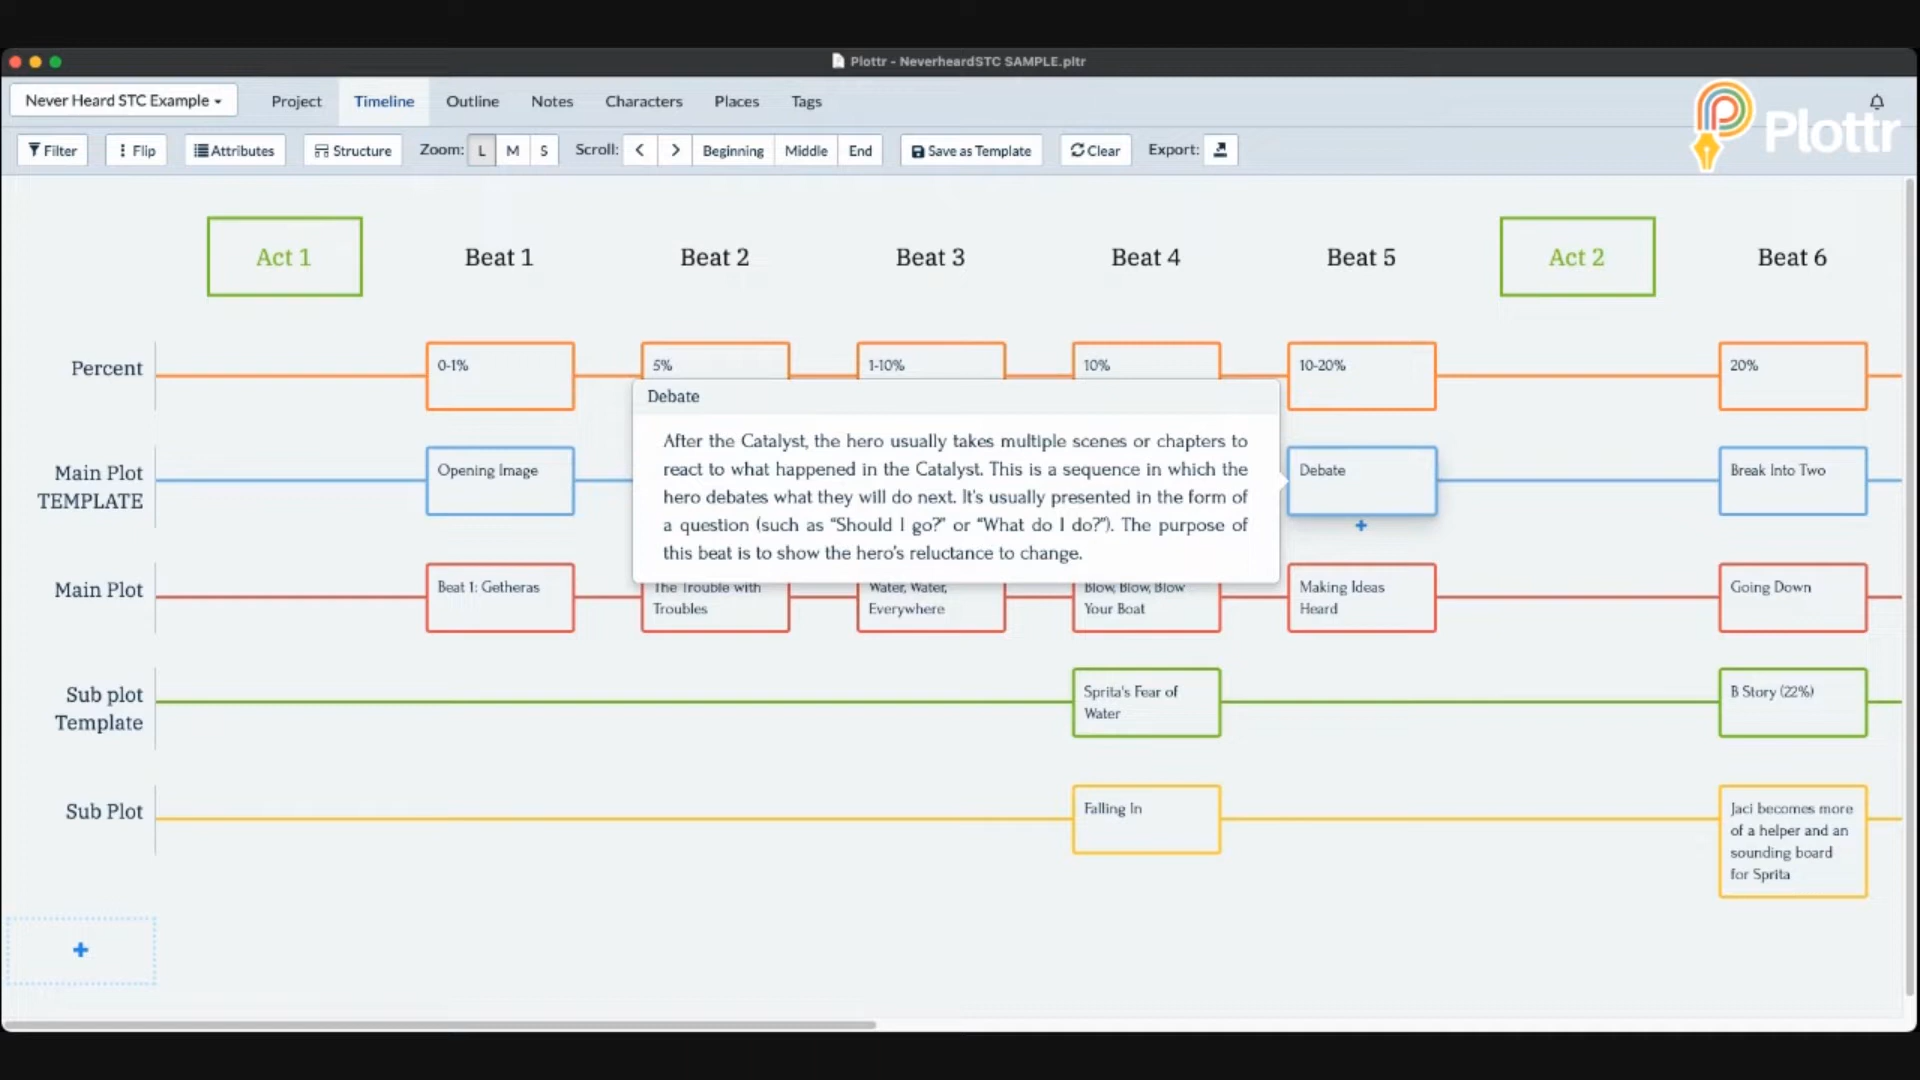 Plottr - NeverheardSTC SAMPLE.pltr
Never Heard STC Example
Project
Timeline
Outline
Notes
Characters
Places
Tags
Plottr
Filter
Flip
Attributes
Structure
Zoom:
L
M
S
Scroll:
Beginning
Middle
End
Save as Template
Clear
Export:
Act 1
Beat 1
Beat 2
Beat 3
Beat 4
Beat 5
Act 2
Beat 6
Percent
0-1%
5%
1-10%
10%
10-20%
20%
Debate
After the Catalyst, the hero usually takes multiple scenes or chapters to
react to what happened in the Catalyst. This is a sequence in which the
hero debates what they will do next. It's usually presented in the form of
a question (such as “Should I go?” or “What do I do?”). The purpose of
this beat is to show the hero's reluctance to change.
Main Plot
TEMPLATE
Opening Image
Debate
Break Into Two
Main Plot
Beat 1: Getheras
The Trouble with
Troubles
Water, Water,
Everywhere
Blow, Blow, Blow
Your Boat
Making Ideas
Heard
Going Down
Sub plot
Template
Sprita's Fear of
Water
B Story (22%)
Sub Plot
Falling In
Jaci becomes more
of a helper and an
sounding board
for Sprita